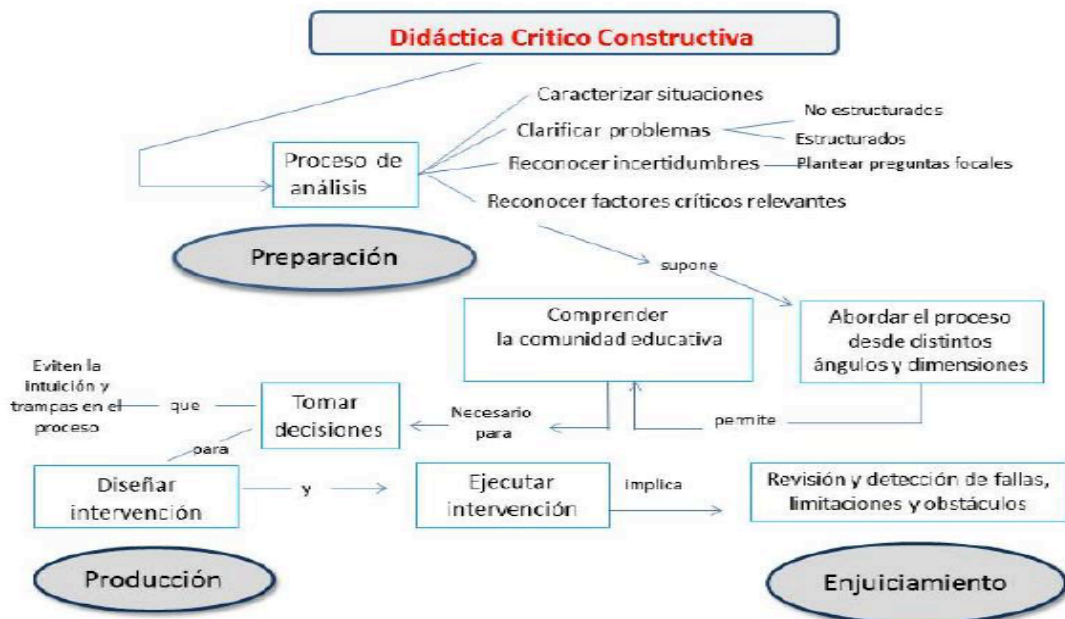 Didáctica Critico Constructiva
Caracterizar situaciones
No estructurados
Clarificar problemas
Estructurados
Proceso de
análisis
Reconocer incertidumbres
Plantear preguntas focales
Reconocer factores críticos relevantes
Preparación
supone
Comprender
la comunidad educativa
Abordar el proceso
desde distintos
ángulos y dimensiones
Eviten la
intuición y
trampas en el
proceso
que
Tomar
decisiones
Necesario
para
permite
para
Diseñar
intervención
y
Ejecutar
intervención
implica
Revisión y detección de fallas,
limitaciones y obstáculos
Producción
Enjuiciamiento